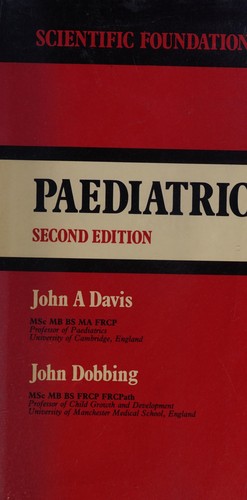 SCIENTIFIC FOUNDATION
PAEDIATRIC
SECOND EDITION
John A Davis
MSc MB BS MA FRCP
Professor of Paediatrics
University of Cambridge, England
John Dobbing
MSc MB BS FRCP FRCPath
Professor of Child Growth and Development
University of Manchester Medical School, England